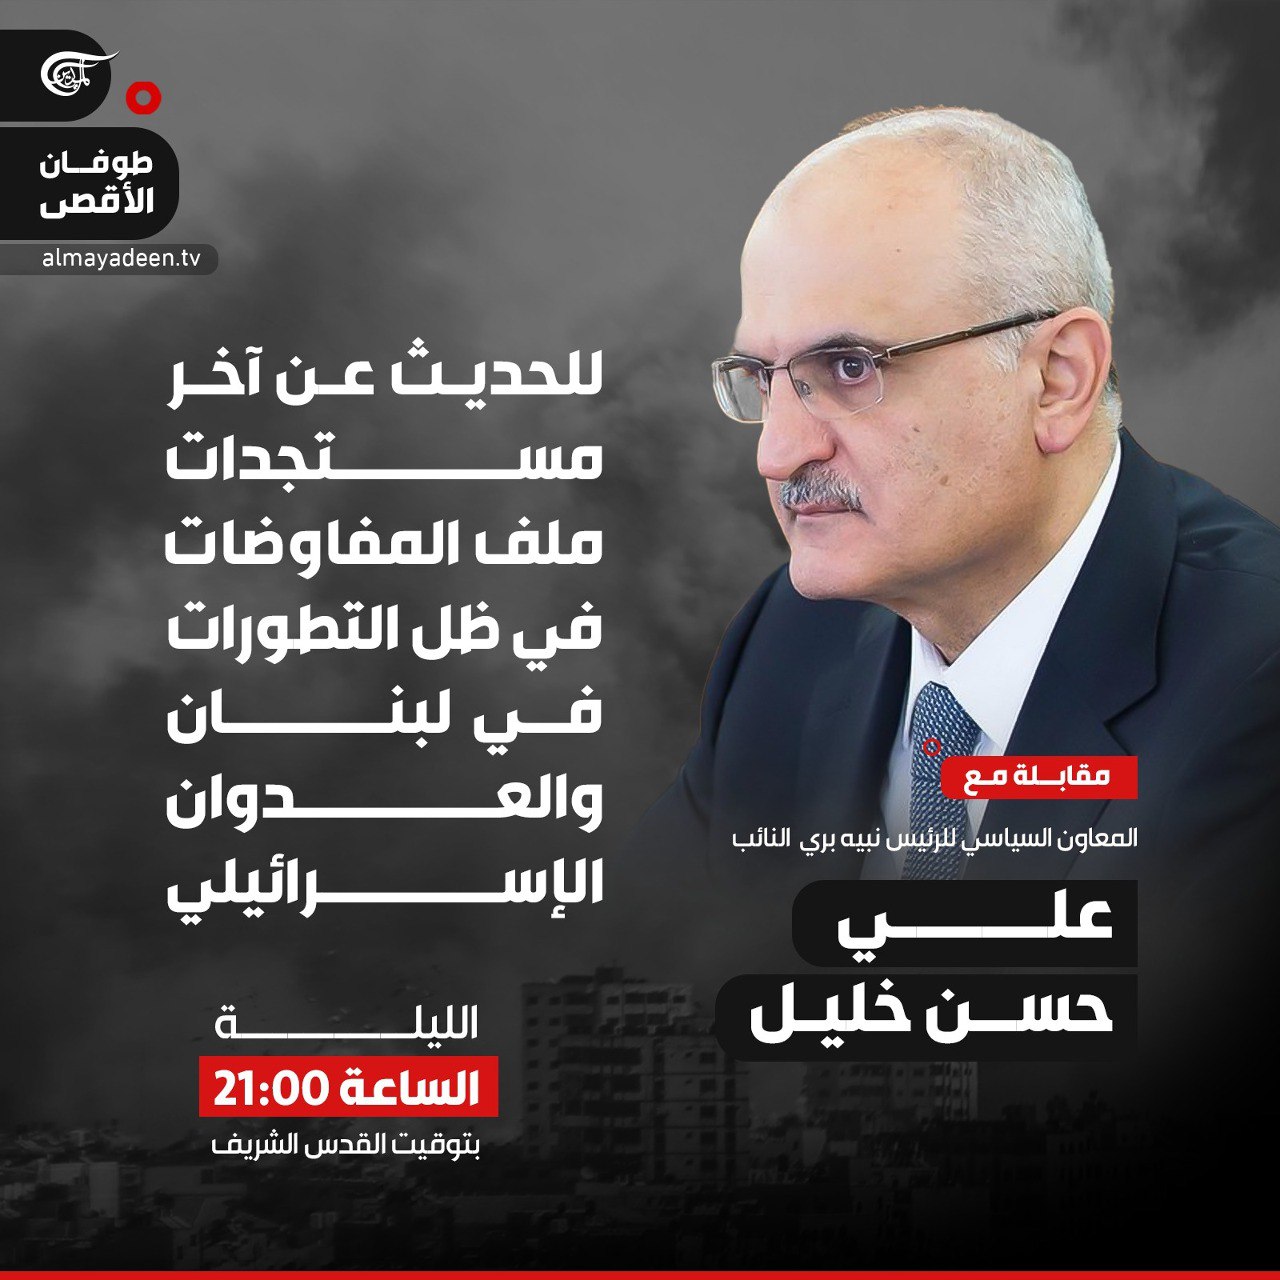 الميادين
طوفان
الأقصى
almayadeen.tv
للحديث عن آخر
مستجدات
ملف المفاوضات
في ظل التطورات
في لبنان
والعدوان
الإسرائيلي
الليلة
الساعة 21:00
بتوقيت القدس الشريف
مقابلة مع
المعاون السياسي للرئيس نبيه بري النائب
علي
حسن خليل